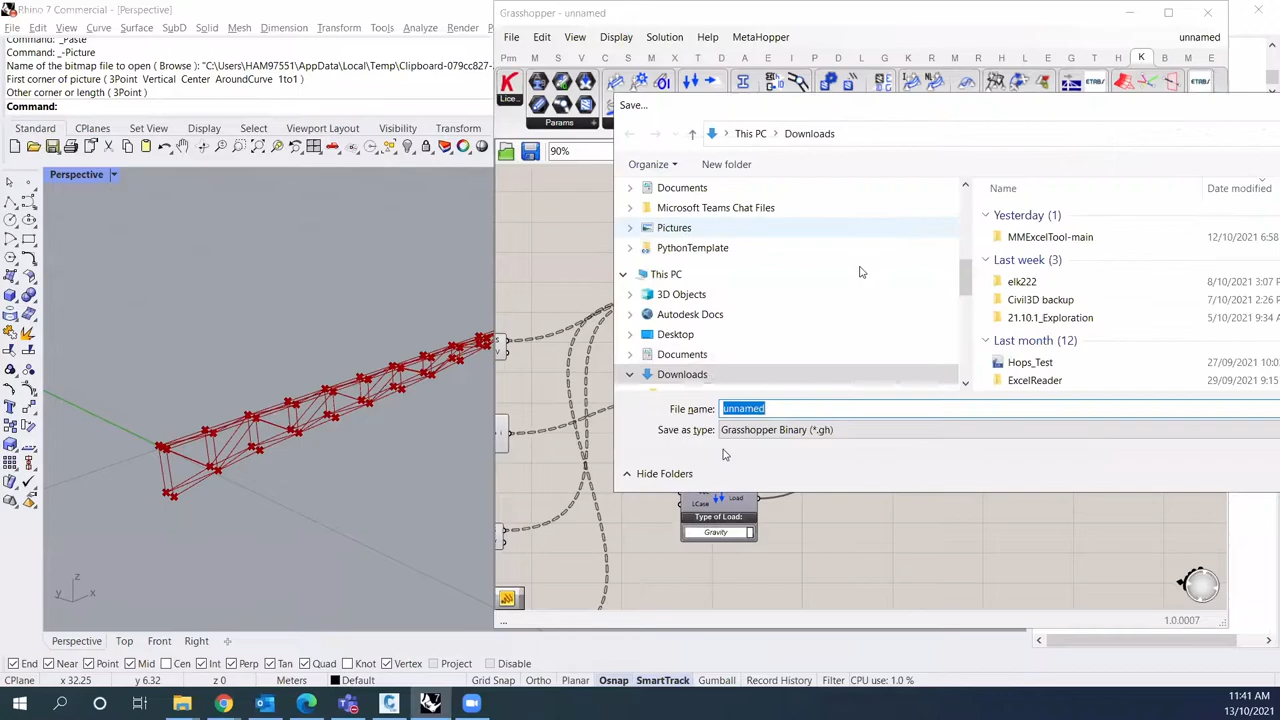 Rhino 7 Commercial - [Perspective]
File Edit View Curve Surface SubD Solid Mesh Dimension Transform Tools Analyze Render
Command: _Paste
Command: _Picture
Name of the bitmap file to open ( Browse ): "C:\Users\HAM97551\AppData\Local\Temp\Clipboard-079cc827-
First corner of picture ( 3Point Vertical Center AroundCurve 1to1 )
Other corner or length ( 3Point )
Command:
Standard CPlanes Set View Display Select Viewport Layout Visibility Transform
Perspective
z
y x
Perspective Top Front Right
End Near Point Mid Cen Int Perp Tan Quad Knot Vertex Project Disable
CPlane x 32.25 y 6.32 z 0 Meters Default Grid Snap Ortho Planar Osnap SmartTrack Gumball Record History Filter CPU use: 1.0 %
Grasshopper - unnamed
File Edit View Display Solution Help MetaHopper unnamed
P M S V C S M X T D W P P D A L G K H N L R F E K B M E
Lice...
Params
90%
Save...
This PC > Downloads
Organize New folder
Documents
Microsoft Teams Chat Files
Pictures
PythonTemplate
This PC
3D Objects
Autodesk Docs
Desktop
Documents
Downloads
Name Date modified
Yesterday (1)
MMExcelTool-main 12/10/2021 6:58
Last week (3)
elk222 8/10/2021 3:07 P
Civil3D backup 7/10/2021 2:26 P
21.10.1_Exploration 5/10/2021 9:34 A
Last month (12)
Hops_Test 27/09/2021 10:16
ExcelReader 29/09/2021 9:15
File name: unnamed
Save as type: Grasshopper Binary (*.gh)
Hide Folders
LCase Load
Type of Load:
Gravity
...
1.0.0007
11:41 AM
13/10/2021